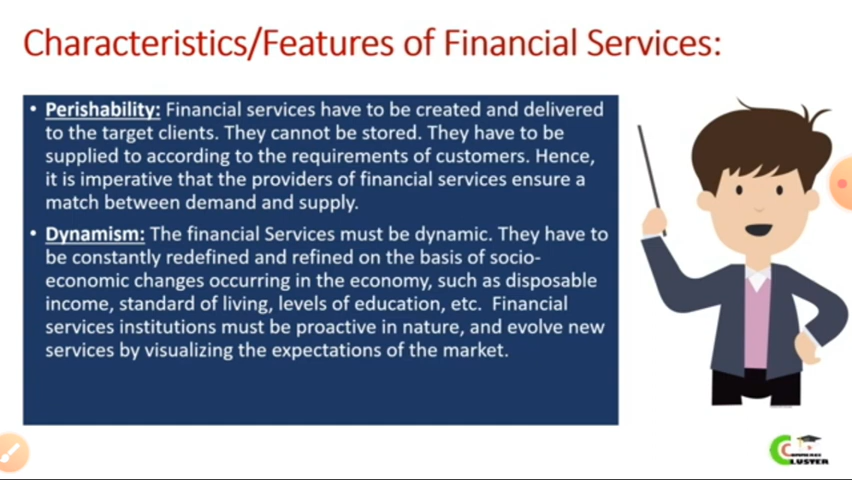 Characteristics/Features of Financial Services:
• Perishability: Financial services have to be created and delivered
to the target clients. They cannot be stored. They have to be
supplied to according to the requirements of customers. Hence,
it is imperative that the providers of financial services ensure a
match between demand and supply.
• Dynamism: The financial Services must be dynamic. They have to
be constantly redefined and refined on the basis of socio-
economic changes occurring in the economy, such as disposable
income, standard of living, levels of education, etc. Financial
services institutions must be proactive in nature, and evolve new
services by visualizing the expectations of the market.
CLUSTER